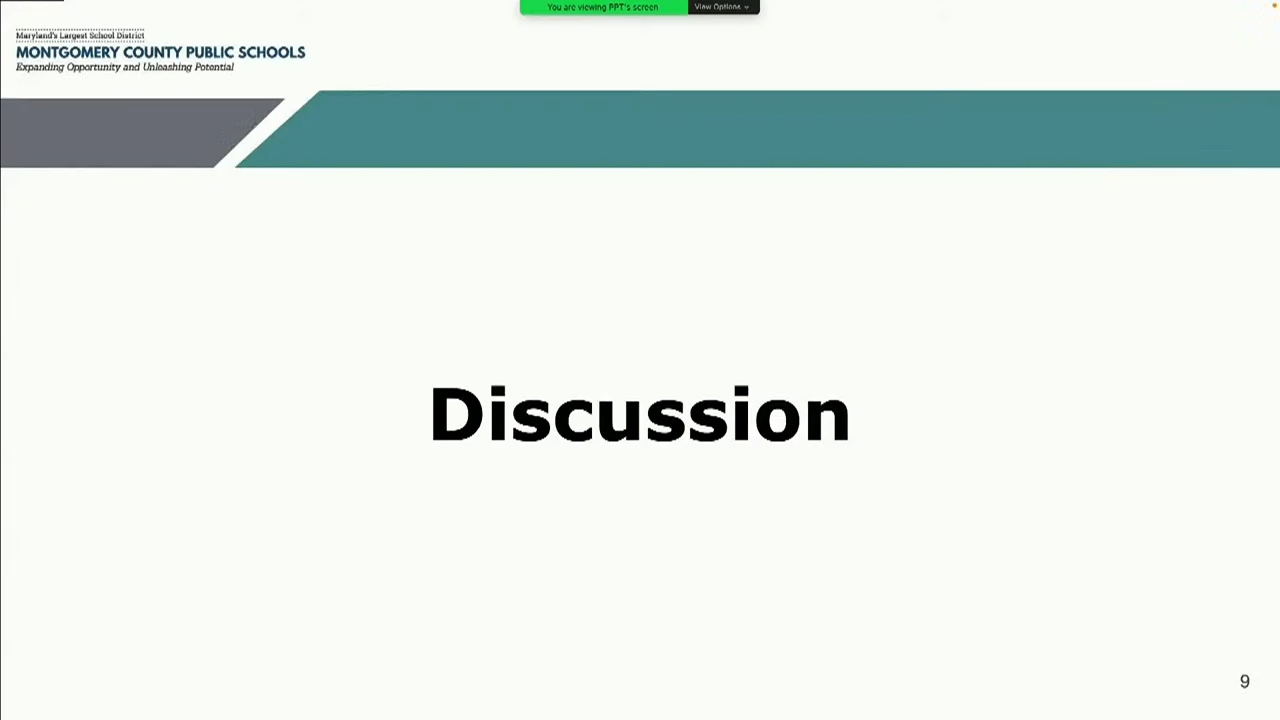 You are viewing PPT's screen View Options
Maryland's Largest School District
MONTGOMERY COUNTY PUBLIC SCHOOLS
Expanding Opportunity and Unleashing Potential
Discussion
9